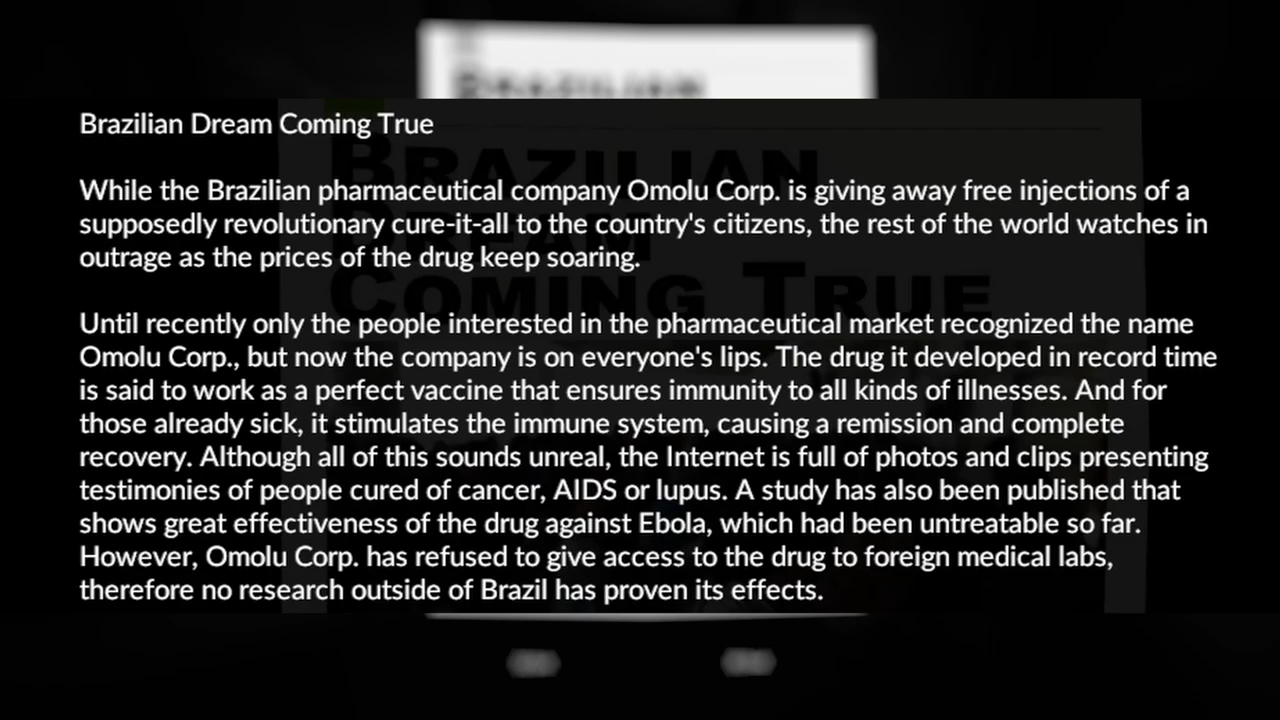 BRAZILIAN
Brazilian Dream Coming True
BRAZILIAN
DREAM
COMING TRUE
While the Brazilian pharmaceutical company Omolu Corp. is giving away free injections of a
supposedly revolutionary cure-it-all to the country's citizens, the rest of the world watches in
outrage as the prices of the drug keep soaring.
Until recently only the people interested in the pharmaceutical market recognized the name
Omolu Corp., but now the company is on everyone's lips. The drug it developed in record time
is said to work as a perfect vaccine that ensures immunity to all kinds of illnesses. And for
those already sick, it stimulates the immune system, causing a remission and complete
recovery. Although all of this sounds unreal, the Internet is full of photos and clips presenting
testimonies of people cured of cancer, AIDS or lupus. A study has also been published that
shows great effectiveness of the drug against Ebola, which had been untreatable so far.
However, Omolu Corp. has refused to give access to the drug to foreign medical labs,
therefore no research outside of Brazil has proven its effects.